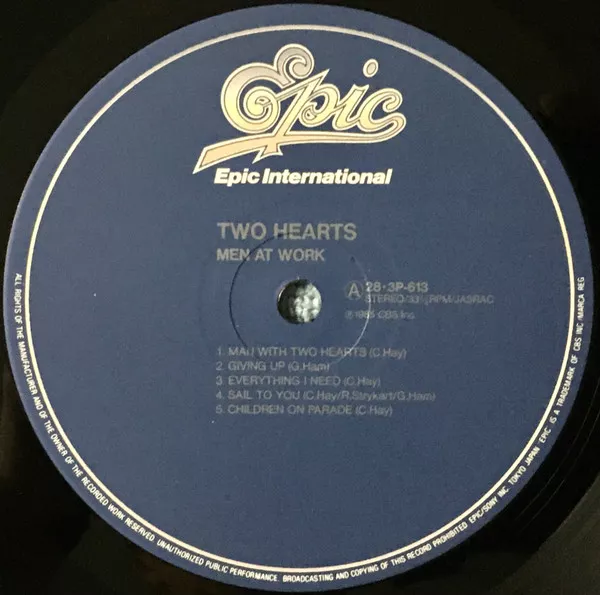 Epic
Epic International
TWO HEARTS
MEN AT WORK
A 28・3P-613
STEREO/33⅓RPM/JASRAC
℗1985 CBS Inc.
1. MAN WITH TWO HEARTS (C.Hay)
2. GIVING UP (G.Ham)
3. EVERYTHING I NEED (C.Hay)
4. SAIL TO YOU (C.Hay/R.Strykart/G.Ham)
5. CHILDREN ON PARADE (C.Hay)
ALL RIGHTS OF THE MANUFACTURER AND OF THE OWNER OF THE RECORDED WORK RESERVED. UNAUTHORIZED PUBLIC PERFORMANCE. BROADCASTING AND COPYING OF THIS RECORD PROHIBITED EPIC/SONY INC. TOKYO JAPAN "EPIC" IS A TRADEMARK OF CBS INC./MARCA REG